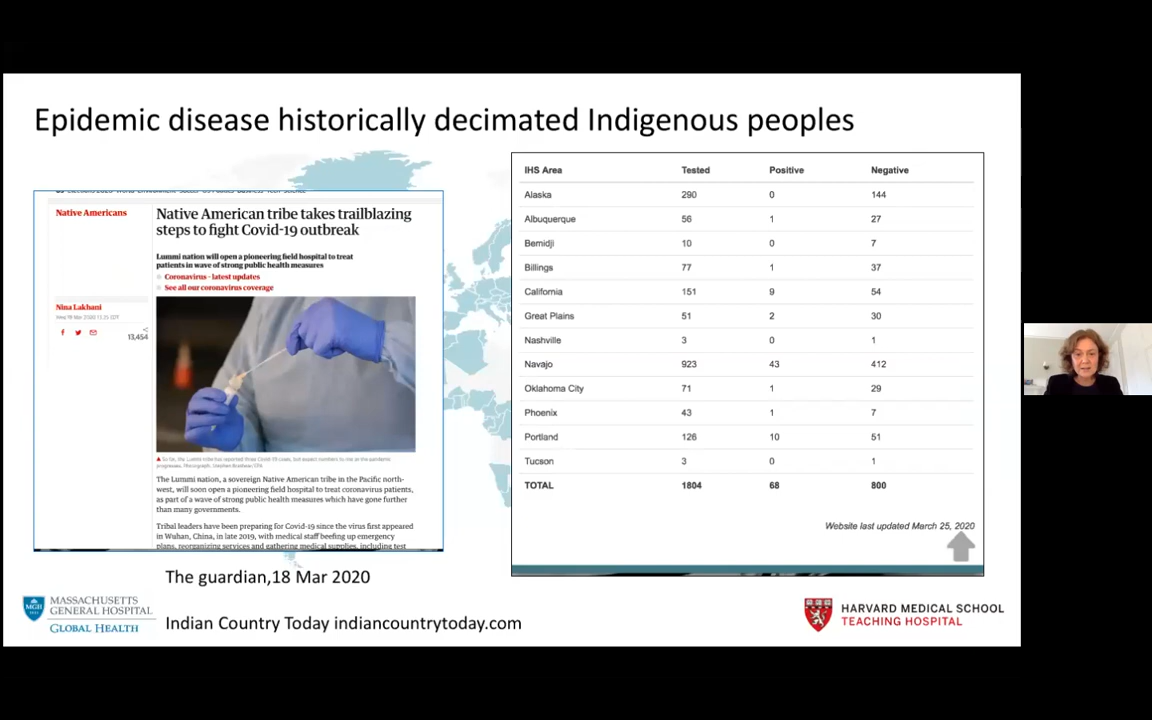 Epidemic disease historically decimated Indigenous peoples
Native Americans
Native American tribe takes trailblazing
steps to fight Covid-19 outbreak
Lummi nation will open a pioneering field hospital to treat
patients in wave of strong public health measures
Coronavirus - latest updates
See all our coronavirus coverage
Nina Lakhani
13,454
The Lummi nation, a sovereign Native American tribe in the Pacific north-
west, will soon open a pioneering field hospital to treat coronavirus patients,
as part of a wave of strong public health measures which have gone further
than many governments.
Tribal leaders have been preparing for Covid-19 since the virus first appeared
in Wuhan, China, in late 2019, with medical staff beefing up emergency
plans, reorganizing services and gathering medical supplies, including test
IHS Area Tested Positive Negative
Alaska 290 0 144
Albuquerque 56 1 27
Bemidji 10 0 7
Billings 77 1 37
California 151 9 54
Great Plains 51 2 30
Nashville 3 0 1
Navajo 923 43 412
Oklahoma City 71 1 29
Phoenix 43 1 7
Portland 126 10 51
Tucson 3 0 1
TOTAL 1804 68 800
Website last updated March 25, 2020
The guardian,18 Mar 2020
Indian Country Today indiancountrytoday.com
MGH
MASSACHUSETTS
GENERAL HOSPITAL
GLOBAL HEALTH
HARVARD MEDICAL SCHOOL
TEACHING HOSPITAL